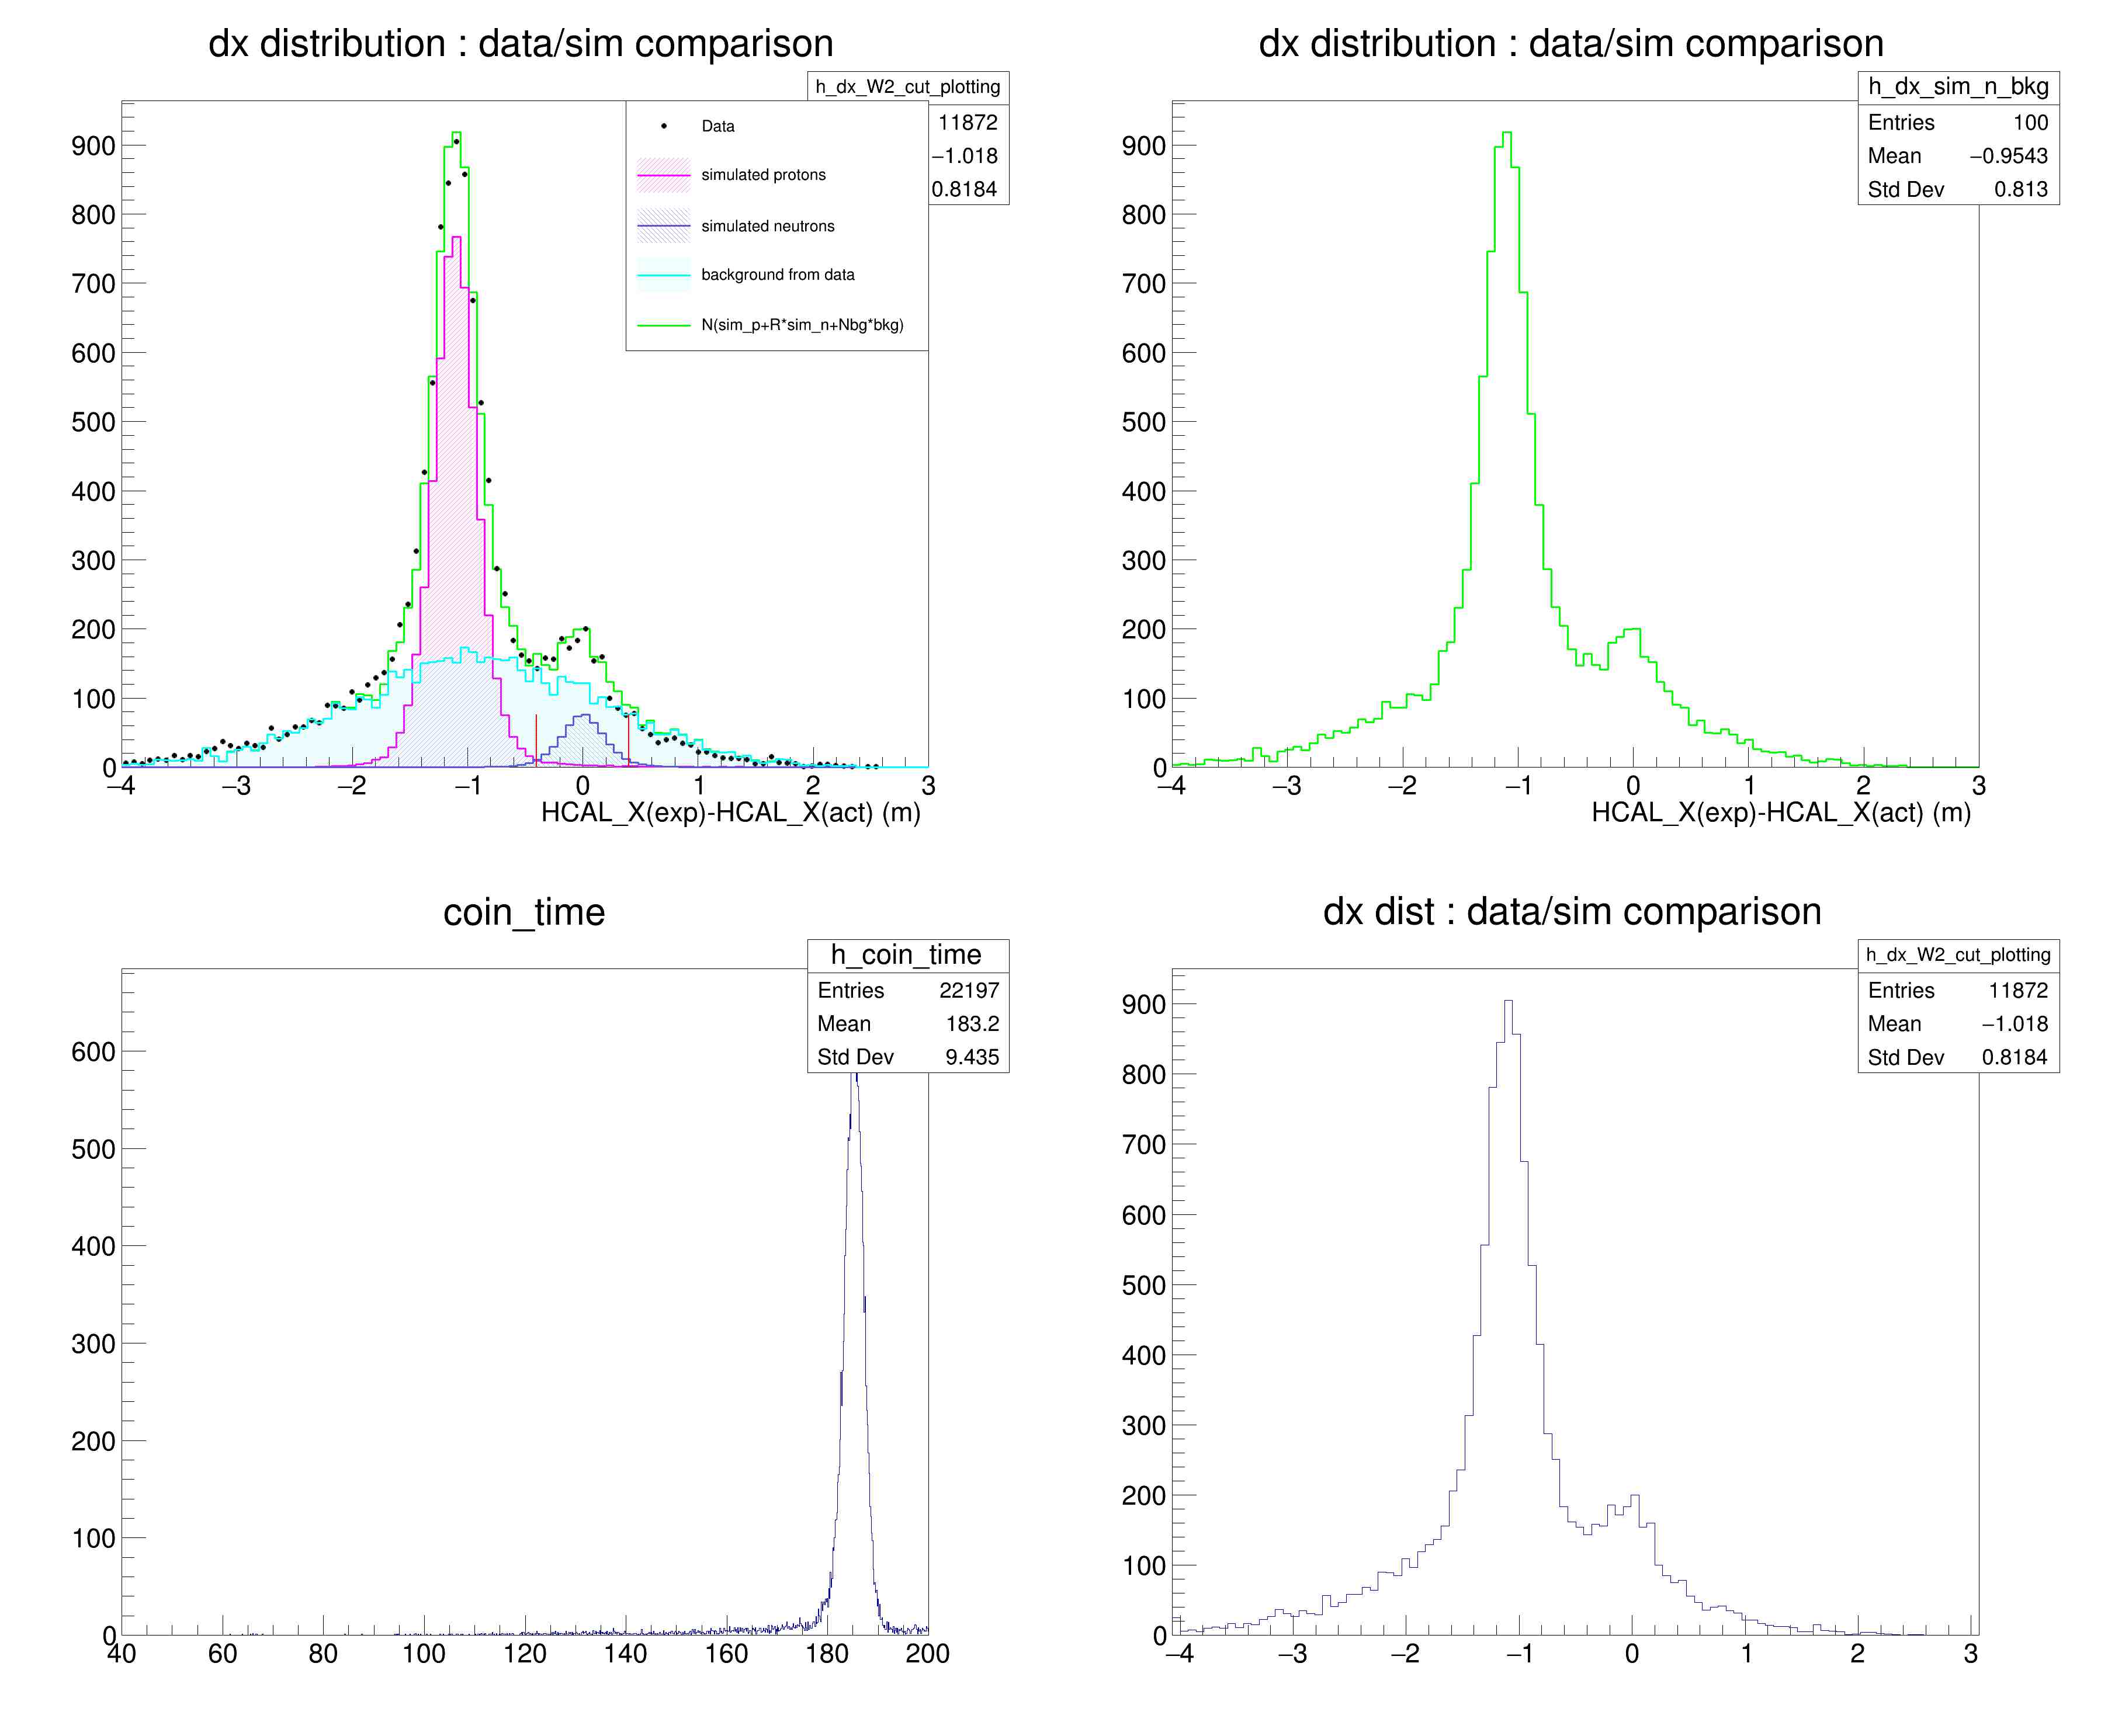 dx distribution : data/sim comparison
h_dx_W2_cut_plotting
11872
−1.018
0.8184
Data
simulated protons
simulated neutrons
background from data
N(sim_p+R*sim_n+Nbg*bkg)
900
800
700
600
500
400
300
200
100
0
−4 −3 −2 −1 0 1 2 3
HCAL_X(exp)-HCAL_X(act) (m)
dx distribution : data/sim comparison
h_dx_sim_n_bkg
Entries 100
Mean −0.9543
Std Dev 0.813
900
800
700
600
500
400
300
200
100
0
−4 −3 −2 −1 0 1 2 3
HCAL_X(exp)-HCAL_X(act) (m)
coin_time
h_coin_time
Entries 22197
Mean 183.2
Std Dev 9.435
600
500
400
300
200
100
0
40 60 80 100 120 140 160 180 200
dx dist : data/sim comparison
h_dx_W2_cut_plotting
Entries 11872
Mean −1.018
Std Dev 0.8184
900
800
700
600
500
400
300
200
100
0
−4 −3 −2 −1 0 1 2 3